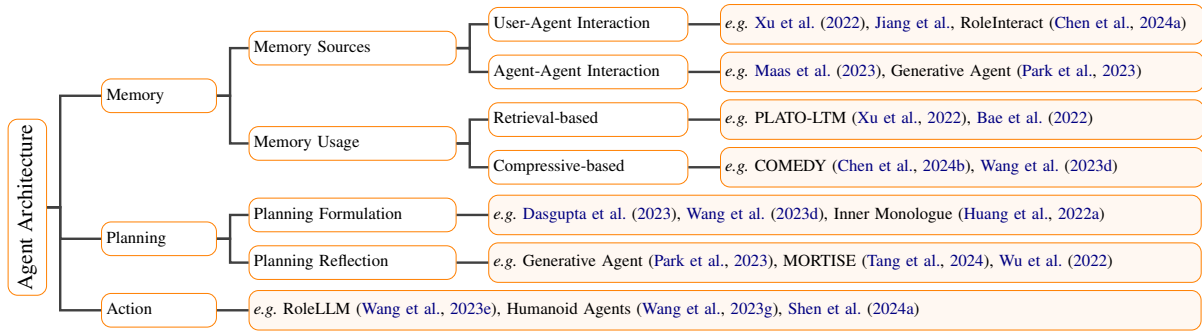 Agent Architecture
Memory
Memory Sources
User-Agent Interaction
e.g. Xu et al. (2022), Jiang et al., RoleInteract (Chen et al., 2024a)
Agent-Agent Interaction
e.g. Maas et al. (2023), Generative Agent (Park et al., 2023)
Memory Usage
Retrieval-based
e.g. PLATO-LTM (Xu et al., 2022), Bae et al. (2022)
Compressive-based
e.g. COMEDY (Chen et al., 2024b), Wang et al. (2023d)
Planning
Planning Formulation
e.g. Dasgupta et al. (2023), Wang et al. (2023d), Inner Monologue (Huang et al., 2022a)
Planning Reflection
e.g. Generative Agent (Park et al., 2023), MORTISE (Tang et al., 2024), Wu et al. (2022)
Action
e.g. RoleLLM (Wang et al., 2023e), Humanoid Agents (Wang et al., 2023g), Shen et al. (2024a)